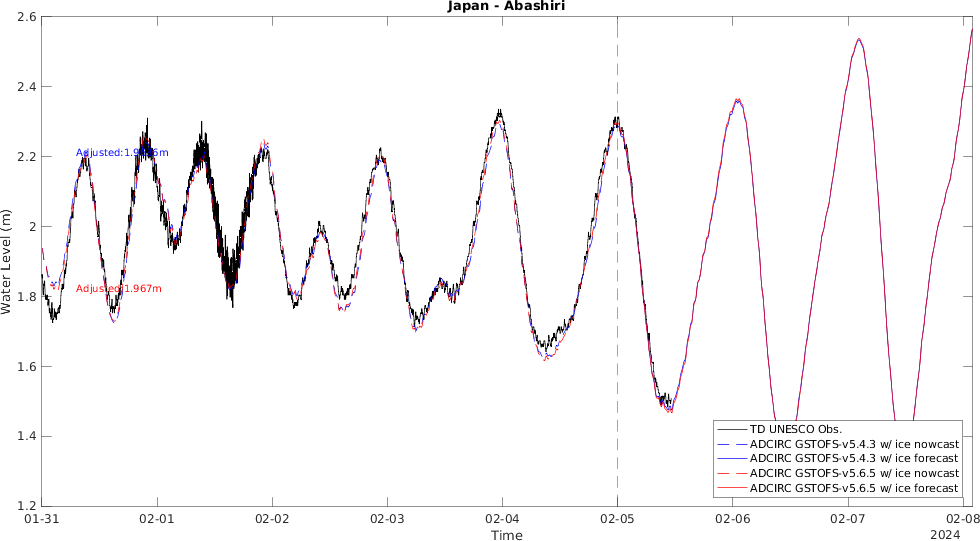 Japan - Abashiri
2.6
2.4
2.2
2
1.8
1.6
1.4
1.2
Water Level (m)
Adjusted:1.967m
01-31
02-01
02-02
02-03
02-04
02-05
02-06
02-07
02-08
Time
2024
TD UNESCO Obs.
ADCIRC GSTOFS-v5.4.3 w/ ice nowcast
ADCIRC GSTOFS-v5.4.3 w/ ice forecast
ADCIRC GSTOFS-v5.6.5 w/ ice nowcast
ADCIRC GSTOFS-v5.6.5 w/ ice forecast